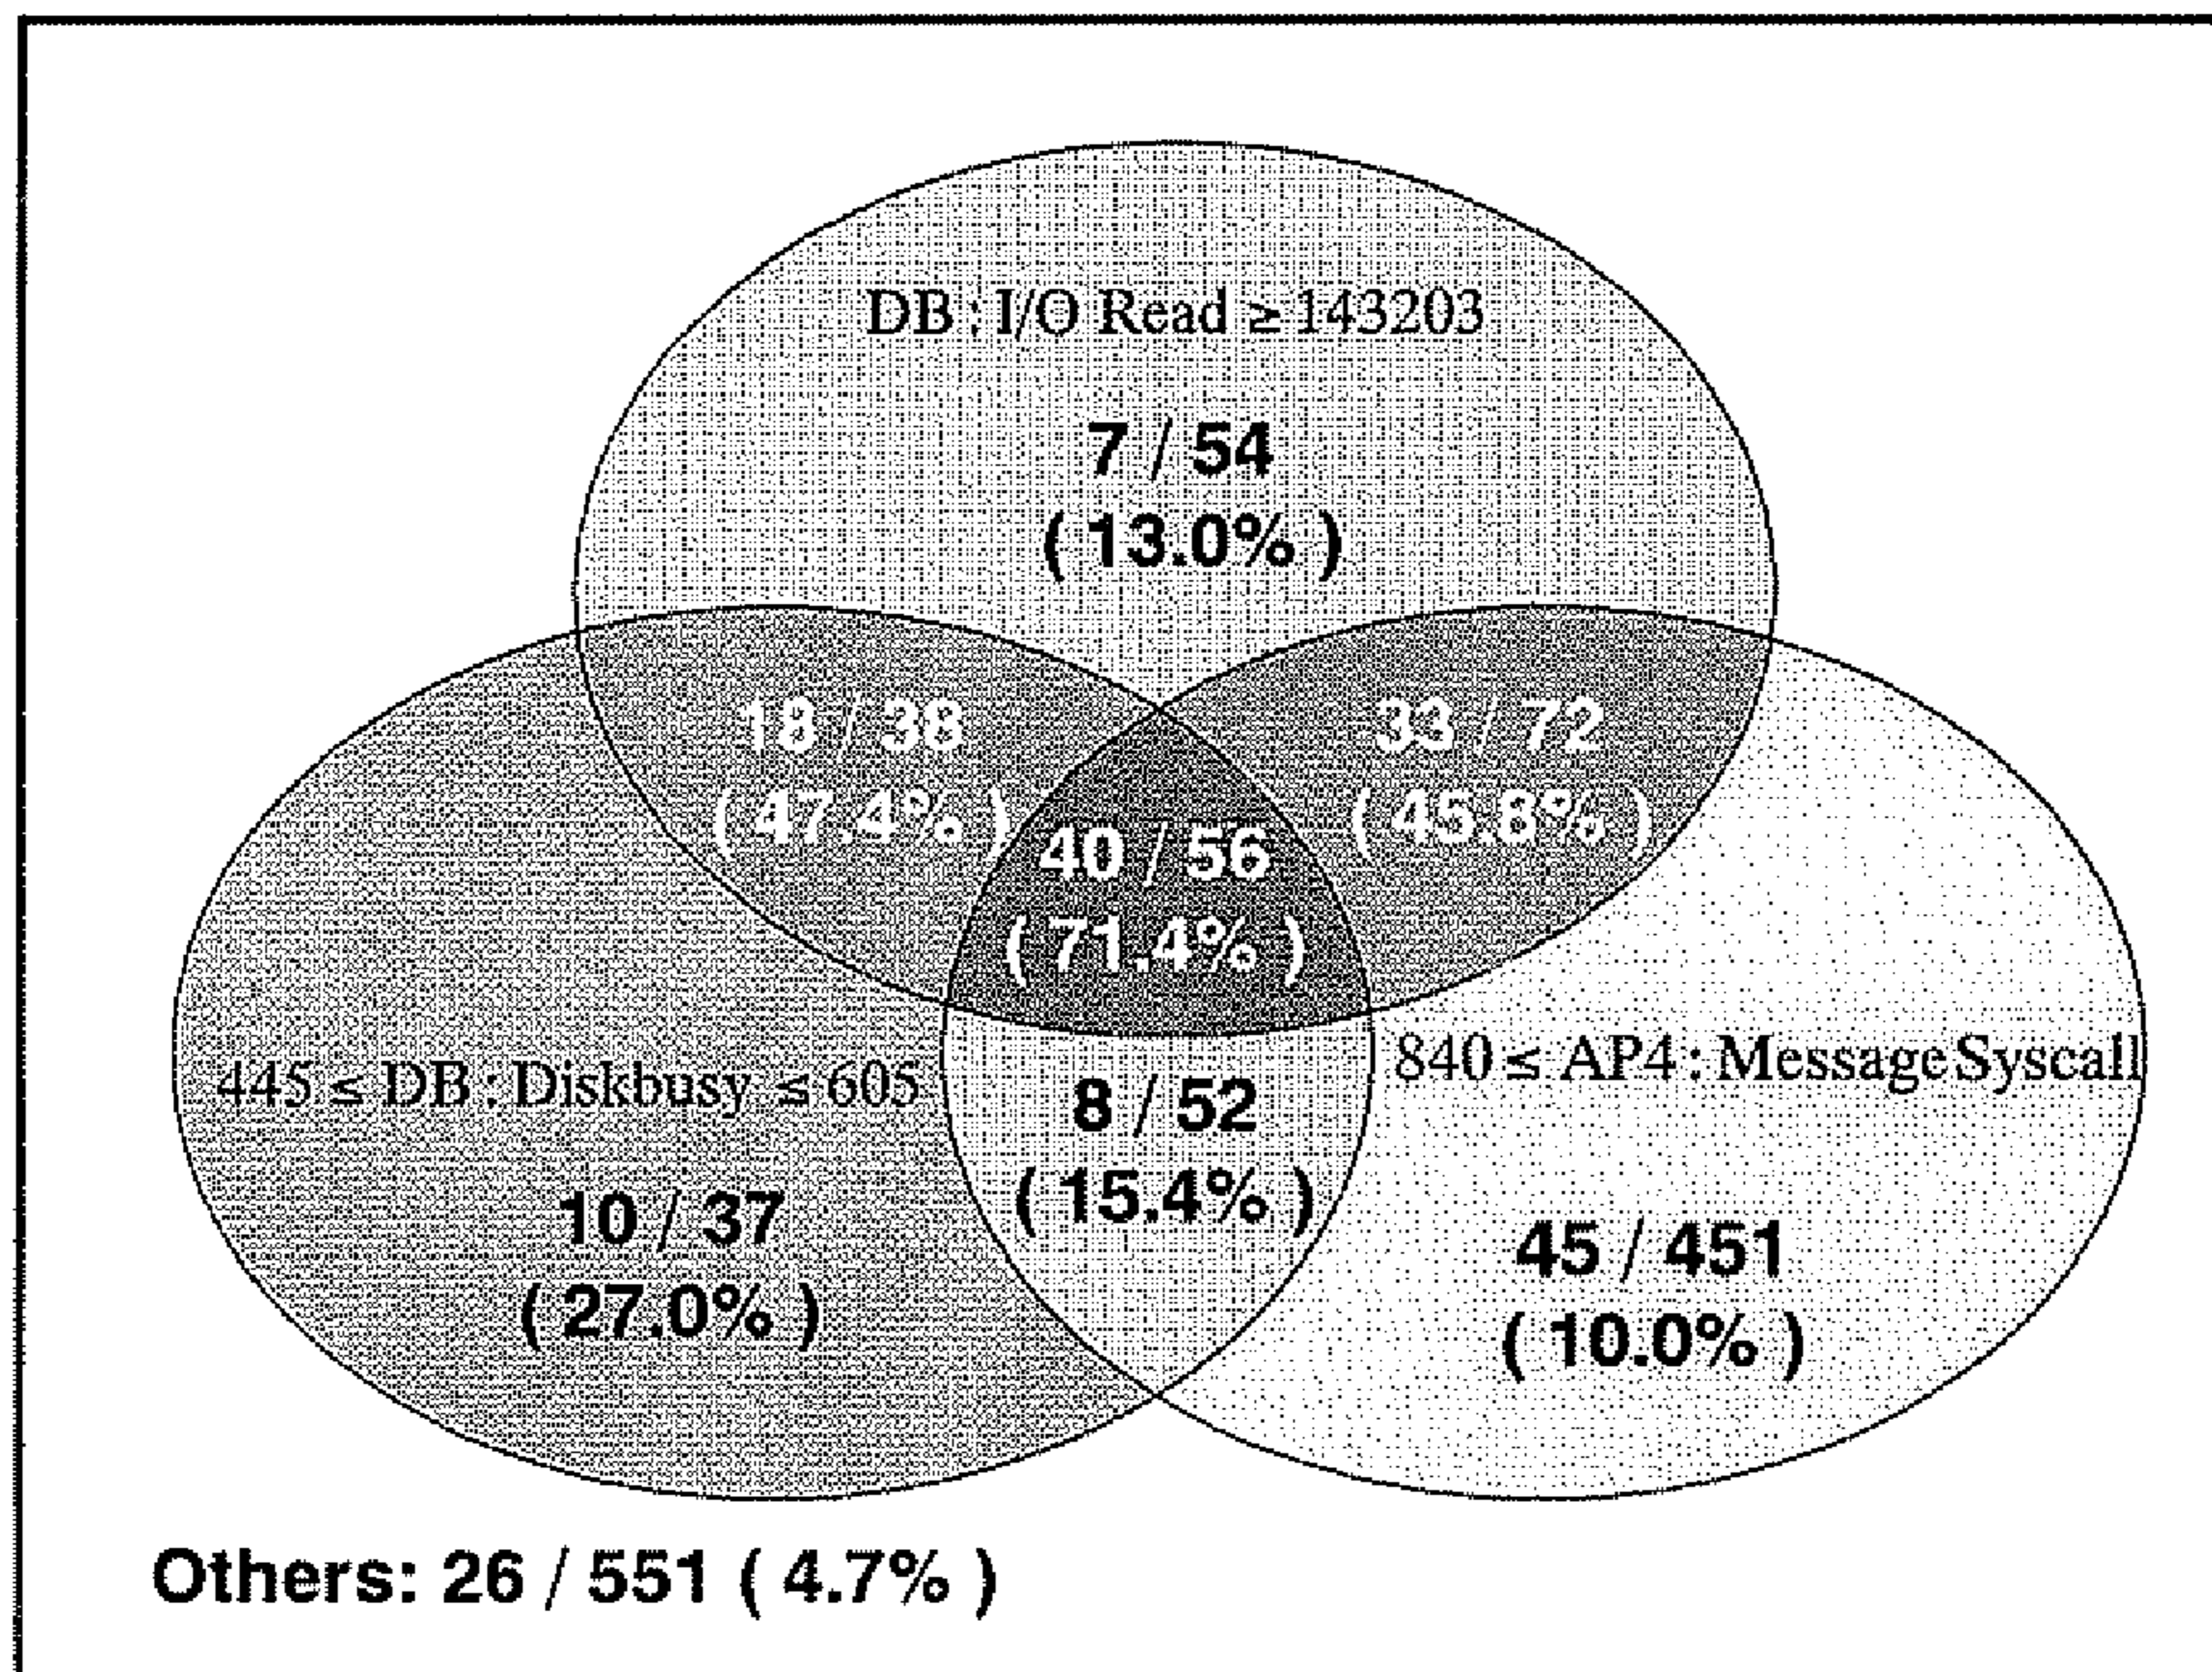 DB : I/O Read ≥ 143203
7 / 54
( 13.0% )
18 / 38
( 47.4% )
33 / 72
( 45.8% )
40 / 56
( 71.4% )
445 ≤ DB : Diskbusy ≤ 605
840 ≤ AP4 : Message Syscall
8 / 52
( 15.4% )
10 / 37
( 27.0% )
45 / 451
( 10.0% )
Others: 26 / 551 ( 4.7% )